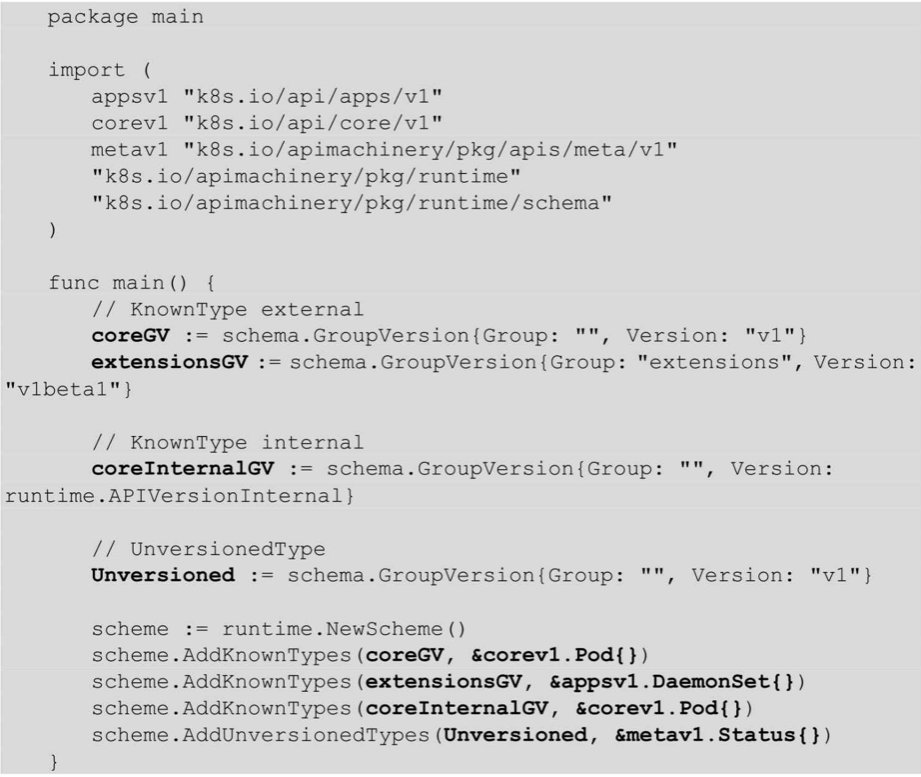 package main

import (
    appsv1 "k8s.io/api/apps/v1"
    corev1 "k8s.io/api/core/v1"
    metav1 "k8s.io/apimachinery/pkg/apis/meta/v1"
    "k8s.io/apimachinery/pkg/runtime"
    "k8s.io/apimachinery/pkg/runtime/schema"
)

func main() {
    // KnownType external
    coreGV := schema.GroupVersion{Group: "", Version: "v1"}
    extensionsGV := schema.GroupVersion{Group: "extensions", Version:
"v1beta1"}

    // KnownType internal
    coreInternalGV := schema.GroupVersion{Group: "", Version:
runtime.APIVersionInternal}

    // UnversionedType
    Unversioned := schema.GroupVersion{Group: "", Version: "v1"}

    scheme := runtime.NewScheme()
    scheme.AddKnownTypes(coreGV, &corev1.Pod{})
    scheme.AddKnownTypes(extensionsGV, &appsv1.DaemonSet{})
    scheme.AddKnownTypes(coreInternalGV, &corev1.Pod{})
    scheme.AddUnversionedTypes(Unversioned, &metav1.Status{})
}